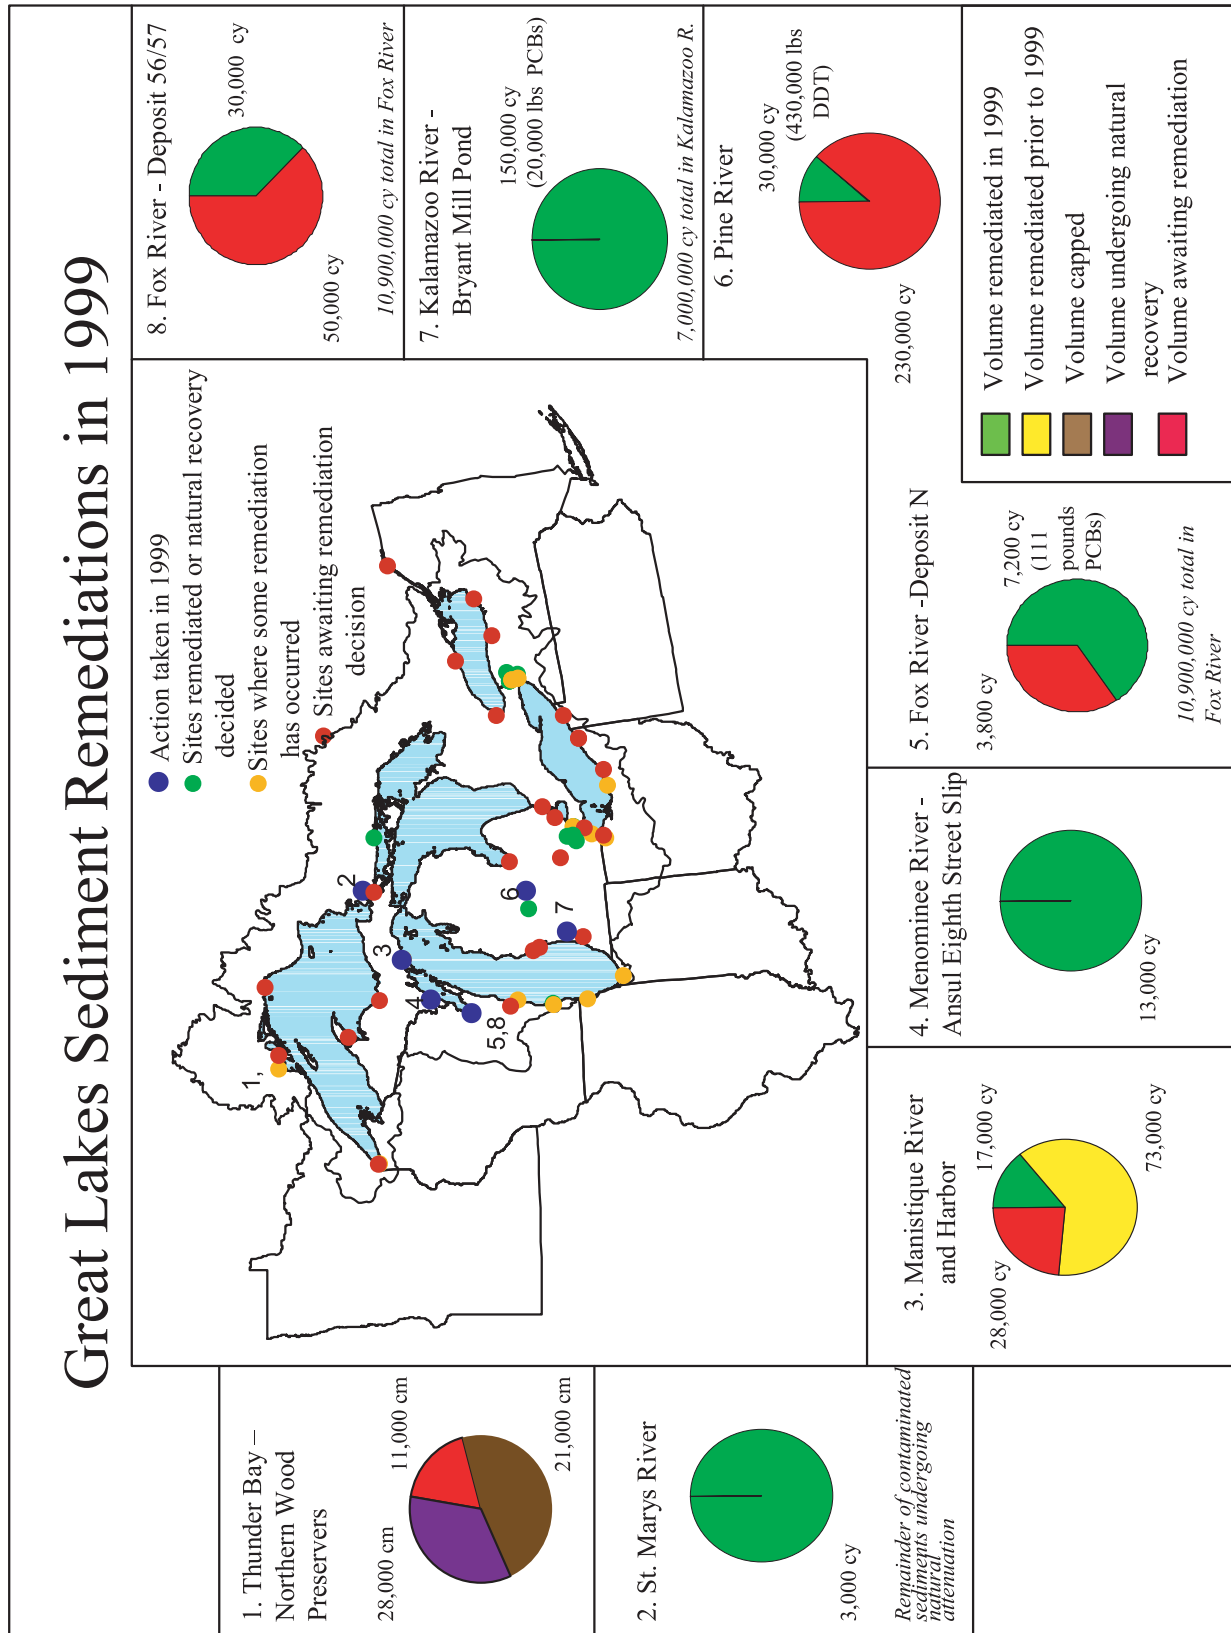 Great Lakes Sediment Remediations in 1999
1. Thunder Bay –
Northern Wood
Preservers
28,000 cm
11,000 cm
21,000 cm
2. St. Marys River
3,000 cy
Remainder of contaminated
sediments undergoing
natural
attenuation
Action taken in 1999
Sites remediated or natural recovery
decided
Sites where some remediation
has occurred
Sites awaiting remediation
decision
1,
2
3
4
5,8
6
7
8. Fox River - Deposit 56/57
30,000 cy
50,000 cy
10,900,000 cy total in Fox River
7. Kalamazoo River -
Bryant Mill Pond
150,000 cy
(20,000 lbs PCBs)
7,000,000 cy total in Kalamazoo R.
6. Pine River
30,000 cy
(430,000 lbs
DDT)
230,000 cy
3. Manistique River
and Harbor
28,000 cy
17,000 cy
73,000 cy
4. Menominee River -
Ansul Eighth Street Slip
13,000 cy
5. Fox River -Deposit N
3,800 cy
7,200 cy
(111
pounds
PCBs)
10,900,000 cy total in
Fox River
Volume remediated in 1999
Volume remediated prior to 1999
Volume capped
Volume undergoing natural
recovery
Volume awaiting remediation